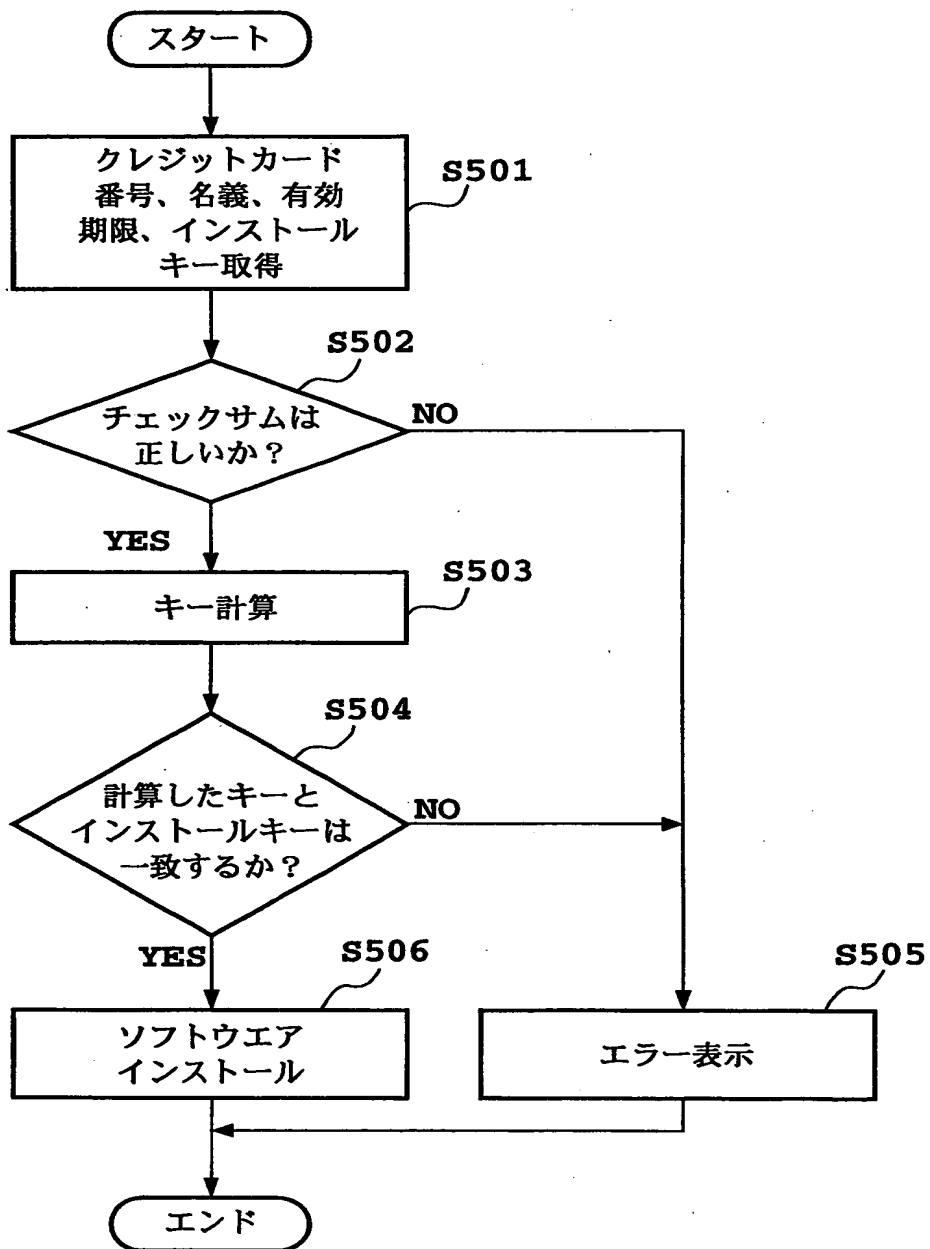 スタート
クレジットカード
番号、名義、有効
期限、インストール
キー取得
S501
S502
チェックサムは
正しいか？
NO
YES
S503
キー計算
S504
計算したキーと
インストールキーは
一致するか？
NO
YES
S506
S505
ソフトウエア
インストール
エラー表示
エンド